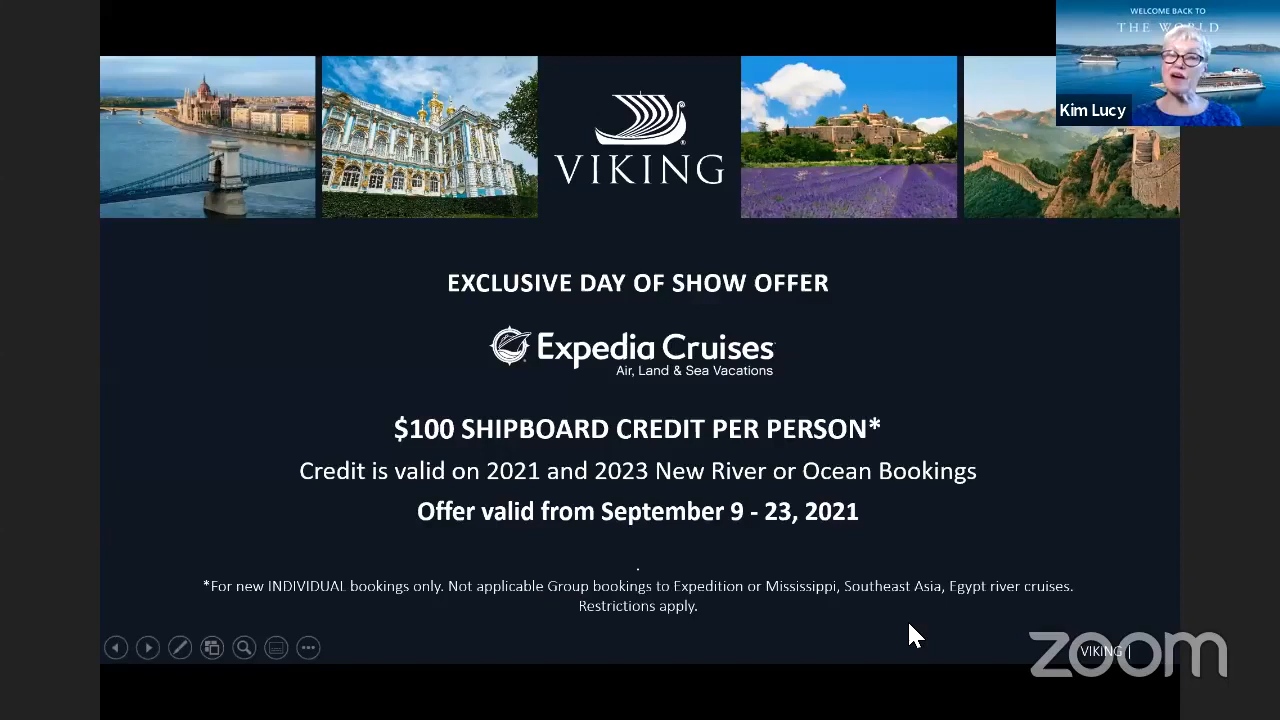 WELCOME BACK TO
THE WORLD
Kim Lucy
VIKING
EXCLUSIVE DAY OF SHOW OFFER
Expedia Cruises
Air, Land & Sea Vacations
$100 SHIPBOARD CREDIT PER PERSON*
Credit is valid on 2021 and 2023 New River or Ocean Bookings
Offer valid from September 9 - 23, 2021
.
*For new INDIVIDUAL bookings only. Not applicable Group bookings to Expedition or Mississippi, Southeast Asia, Egypt river cruises.
Restrictions apply.
VIKING |
zoom